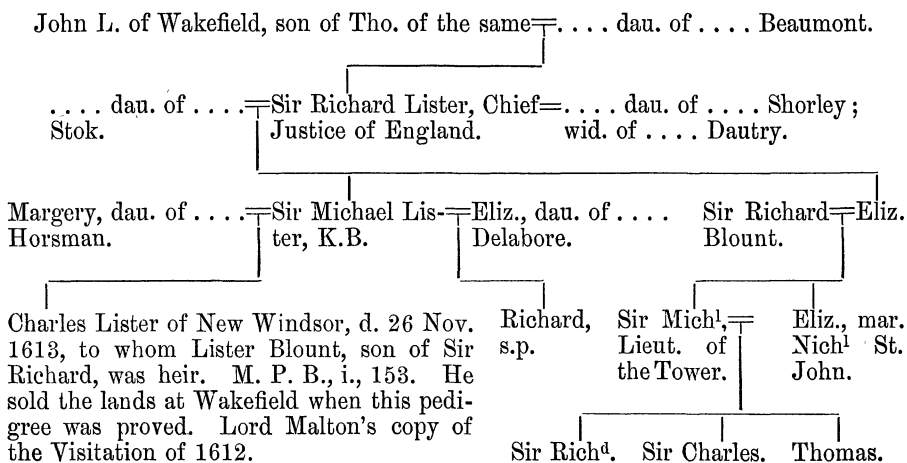 John L. of Wakefield, son of Tho. of the same=. . . . dau. of . . . . Beaumont.
. . . . dau. of . . . .=Sir Richard Lister, Chief=. . . . dau. of . . . . Shorley ;
Stok. Justice of England. wid. of . . . . Dautry.
Margery, dau. of . . . .=Sir Michael Lis-=Eliz., dau. of . . . . Sir Richard=Eliz.
Horsman. ter, K.B. Delabore. Blount.
Charles Lister of New Windsor, d. 26 Nov.
1613, to whom Lister Blount, son of Sir
Richard, was heir. M. P. B., i., 153. He
sold the lands at Wakefield when this pedi-
gree was proved. Lord Malton's copy of
the Visitation of 1612.
Richard,
s.p.
Sir Michˡ,=
Lieut. of
the Tower.
Eliz., mar.
Nichˡ St.
John.
Sir Richᵈ. Sir Charles. Thomas.